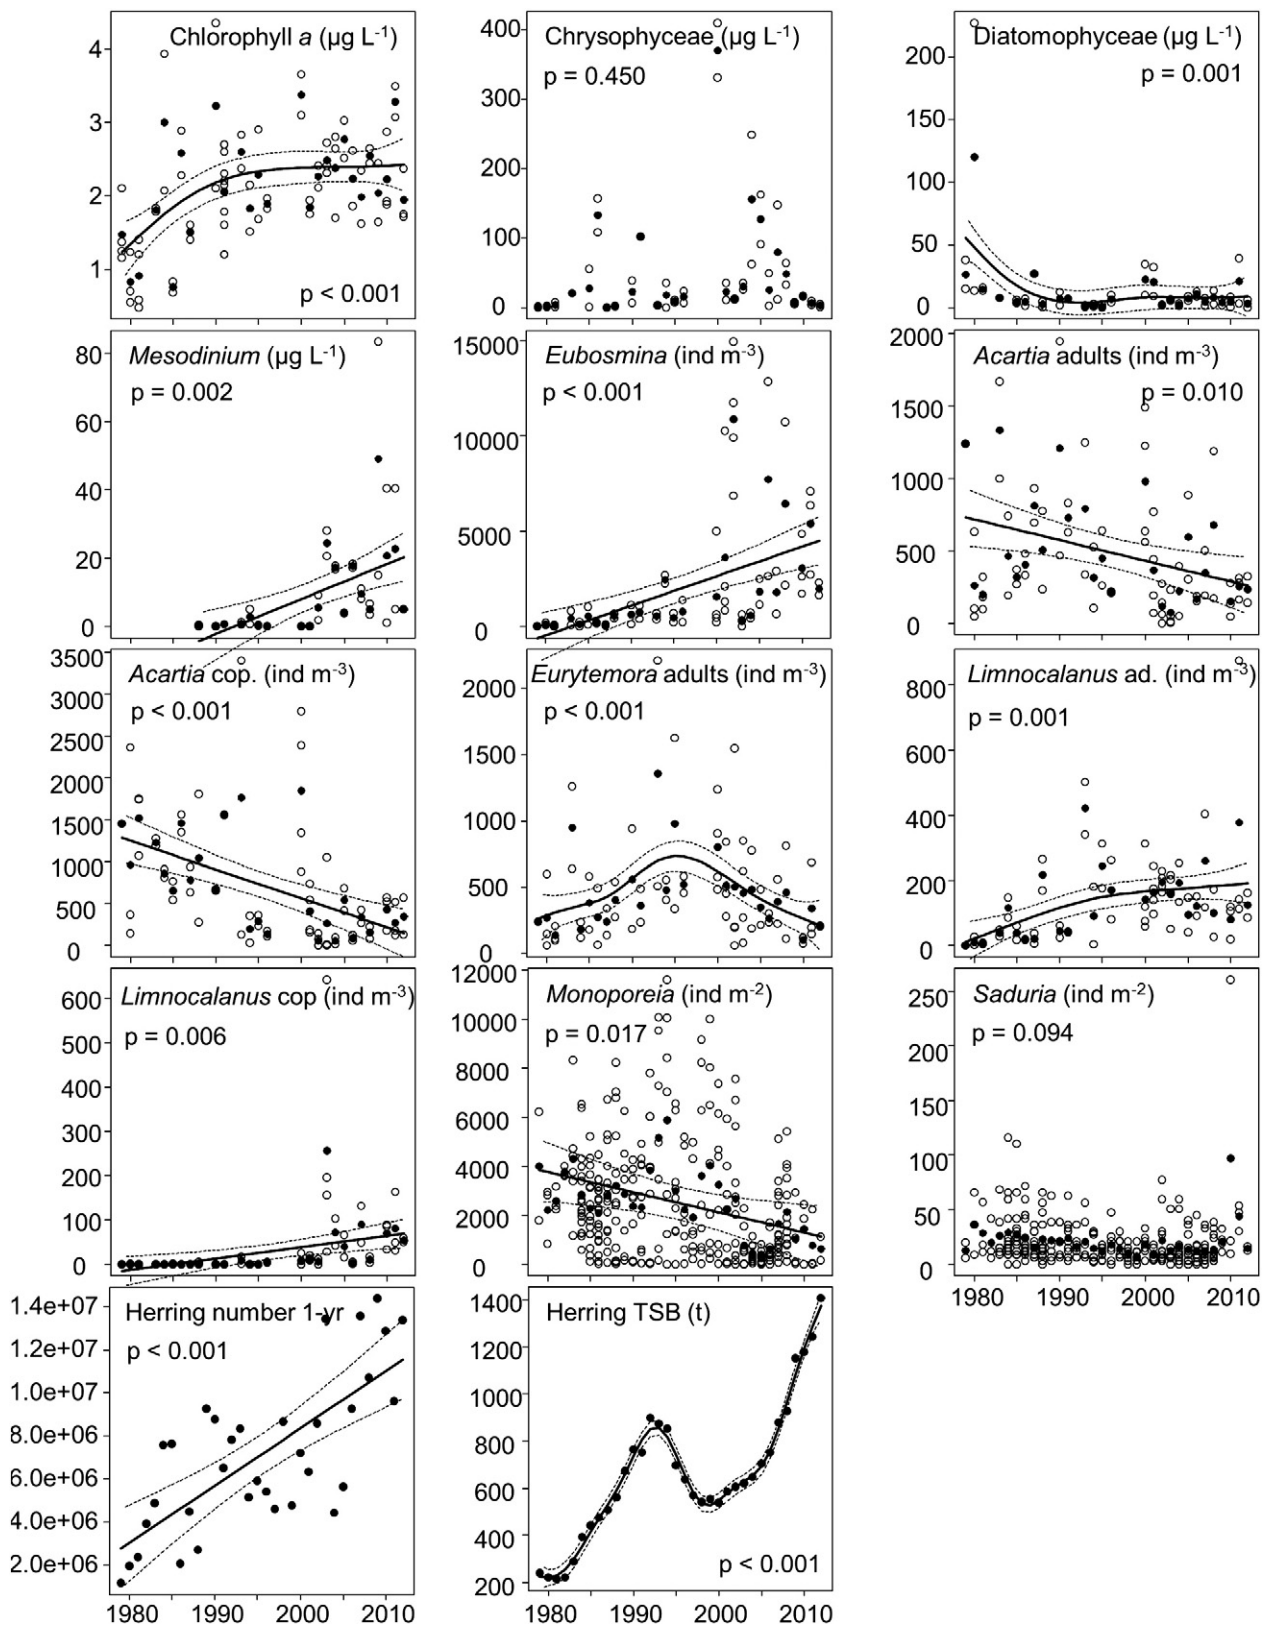 Chlorophyll a (µg L-1)
4
3
2
1
p < 0.001
Chrysophyceae (µg L-1)
p = 0.450
400
300
200
100
0
Diatomophyceae (µg L-1)
p = 0.001
200
150
100
50
0
Mesodinium (µg L-1)
p = 0.002
80
60
40
20
0
Eubosmina (ind m-3)
p < 0.001
15000
10000
5000
0
Acartia adults (ind m-3)
p = 0.010
2000
1500
1000
500
0
Acartia cop. (ind m-3)
p < 0.001
3500
3000
2500
2000
1500
1000
500
0
Eurytemora adults (ind m-3)
p < 0.001
2000
1500
1000
500
0
Limnocalanus ad. (ind m-3)
p = 0.001
800
600
400
200
0
Limnocalanus cop (ind m-3)
p = 0.006
600
500
400
300
200
100
0
Monoporeia (ind m-2)
p = 0.017
12000
10000
8000
6000
4000
2000
0
Saduria (ind m-2)
p = 0.094
250
200
150
100
50
0
1980 1990 2000 2010
Herring number 1-yr
p < 0.001
1.4e+07
1.2e+07
1.0e+07
8.0e+06
6.0e+06
4.0e+06
2.0e+06
1980 1990 2000 2010
Herring TSB (t)
1400
1200
1000
800
600
400
200
p < 0.001
1980 1990 2000 2010